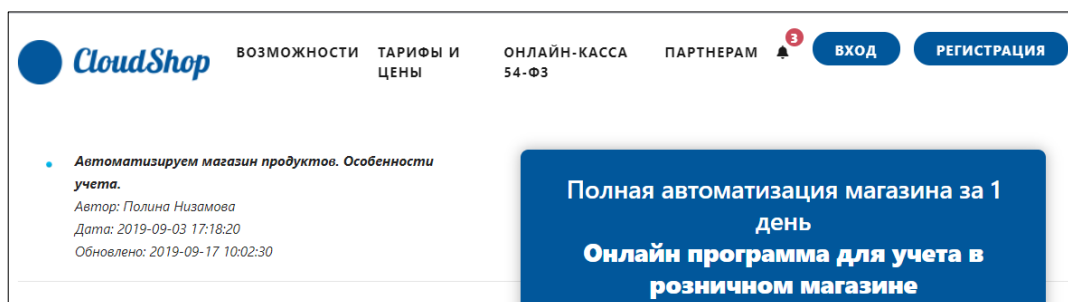 CloudShop
ВОЗМОЖНОСТИ
ТАРИФЫ И
ЦЕНЫ
ОНЛАЙН-КАССА
54-ФЗ
ПАРТНЕРАМ
3
ВХОД
РЕГИСТРАЦИЯ
Автоматизируем магазин продуктов. Особенности
учета.
Автор: Полина Низамова
Дата: 2019-09-03 17:18:20
Обновлено: 2019-09-17 10:02:30
Полная автоматизация магазина за 1
день
Онлайн программа для учета в
розничном магазине